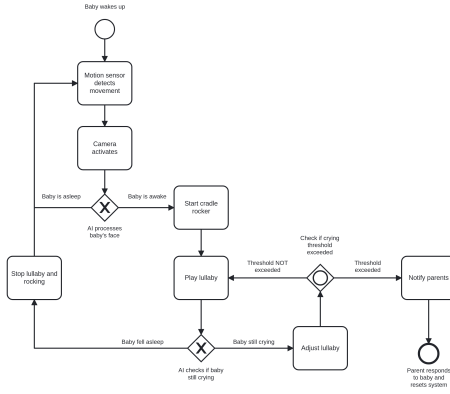 Baby wakes up
Motion sensor
detects
movement
Camera
activates
Baby is asleep
Baby is awake
AI processes
baby's face
Start cradle
rocker
Check if crying
threshold
exceeded
Stop lullaby and
rocking
Play lullaby
Threshold NOT
exceeded
Threshold
exceeded
Notify parents
Baby fell asleep
Baby still crying
Adjust lullaby
AI checks if baby
still crying
Parent responds
to baby and
resets system